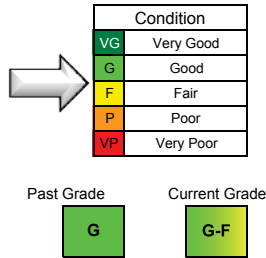 Condition
VG Very Good
G Good
F Fair
P Poor
VP Very Poor
Past Grade Current Grade
G G-F